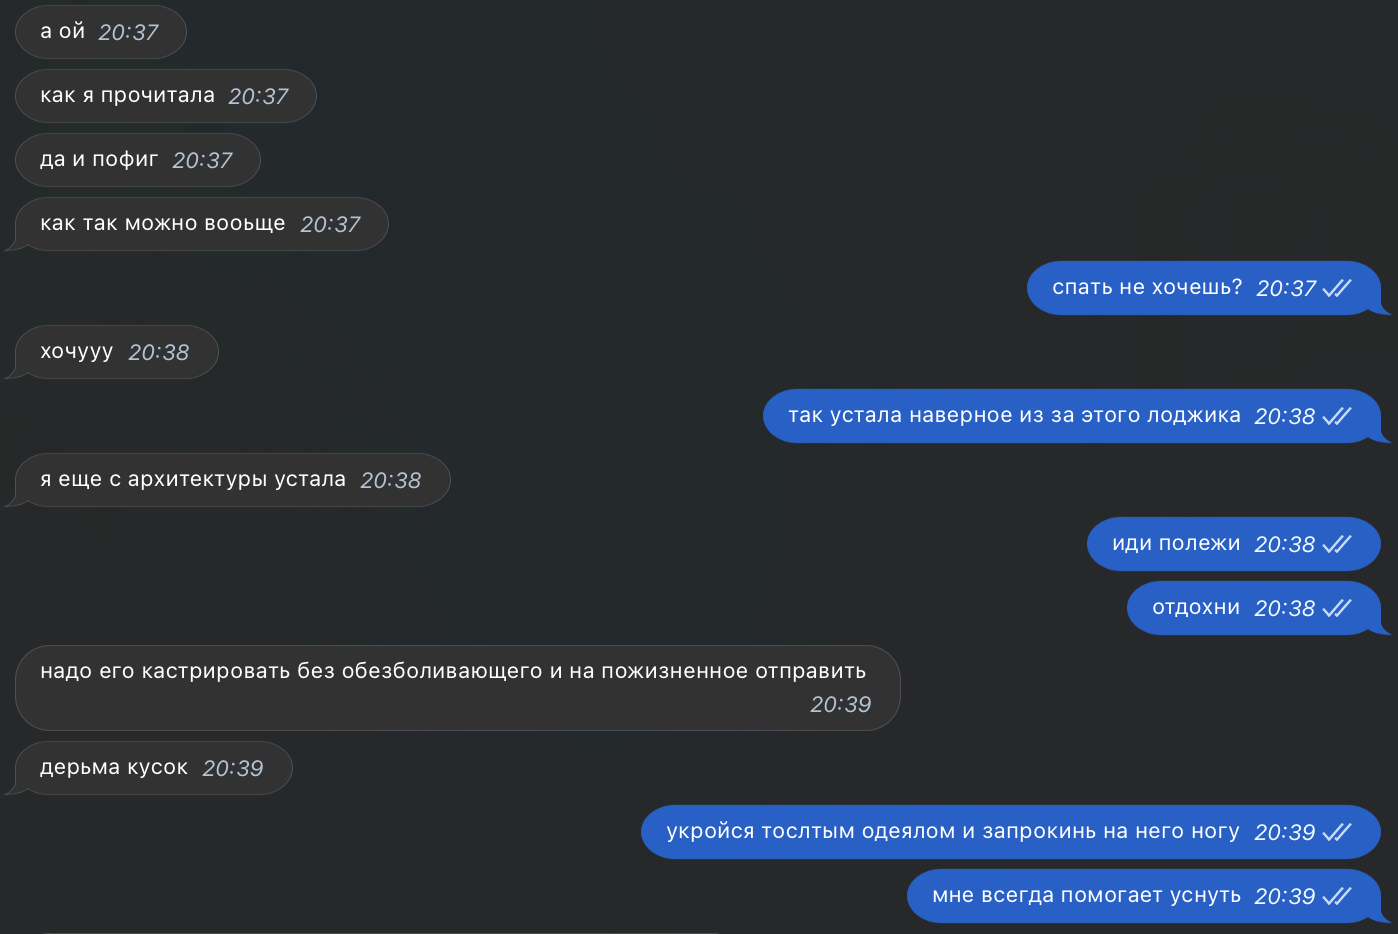 а ой 20:37
как я прочитала 20:37
да и пофиг 20:37
как так можно вооьще 20:37
спать не хочешь? 20:37
хочууу 20:38
так устала наверное из за этого лоджика 20:38
я еще с архитектуры устала 20:38
иди полежи 20:38
отдохни 20:38
надо его кастрировать без обезболивающего и на пожизненное отправить
20:39
дерьма кусок 20:39
укройся тослтым одеялом и запрокинь на него ногу 20:39
мне всегда помогает уснуть 20:39